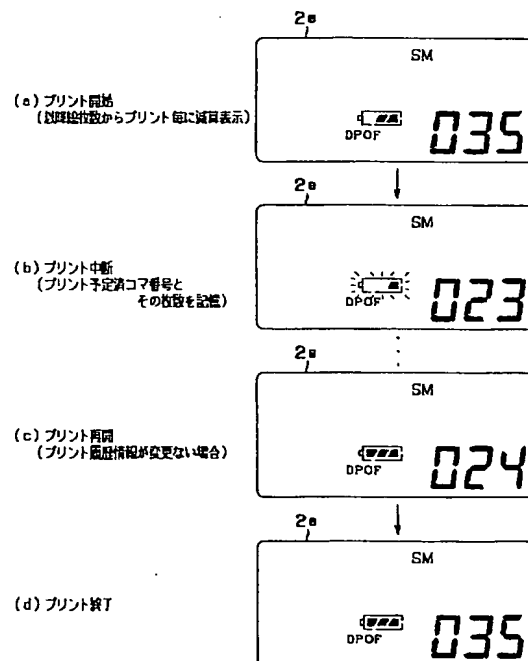 2e
SM
(a) プリント開始
(以降総枚数からプリント毎に減算表示)
DPOF
035
2e
SM
(b) プリント中断
(プリント予定済コマ番号と
その枚数を記憶)
DPOF
023
2e
SM
(c) プリント再開
(プリント履歴情報が変更ない場合)
DPOF
024
2e
SM
(d) プリント終了
DPOF
035